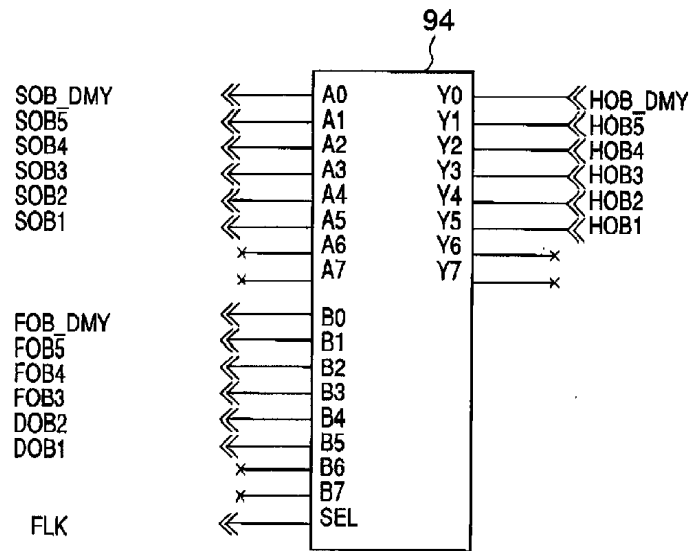 94
SOB_DMY A0 Y0 HOB_DMY
SOB5 A1 Y1 HOB5
SOB4 A2 Y2 HOB4
SOB3 A3 Y3 HOB3
SOB2 A4 Y4 HOB2
SOB1 A5 Y5 HOB1
A6 Y6
A7 Y7
FOB_DMY B0
FOB5 B1
FOB4 B2
FOB3 B3
DOB2 B4
DOB1 B5
B6
B7
FLK SEL